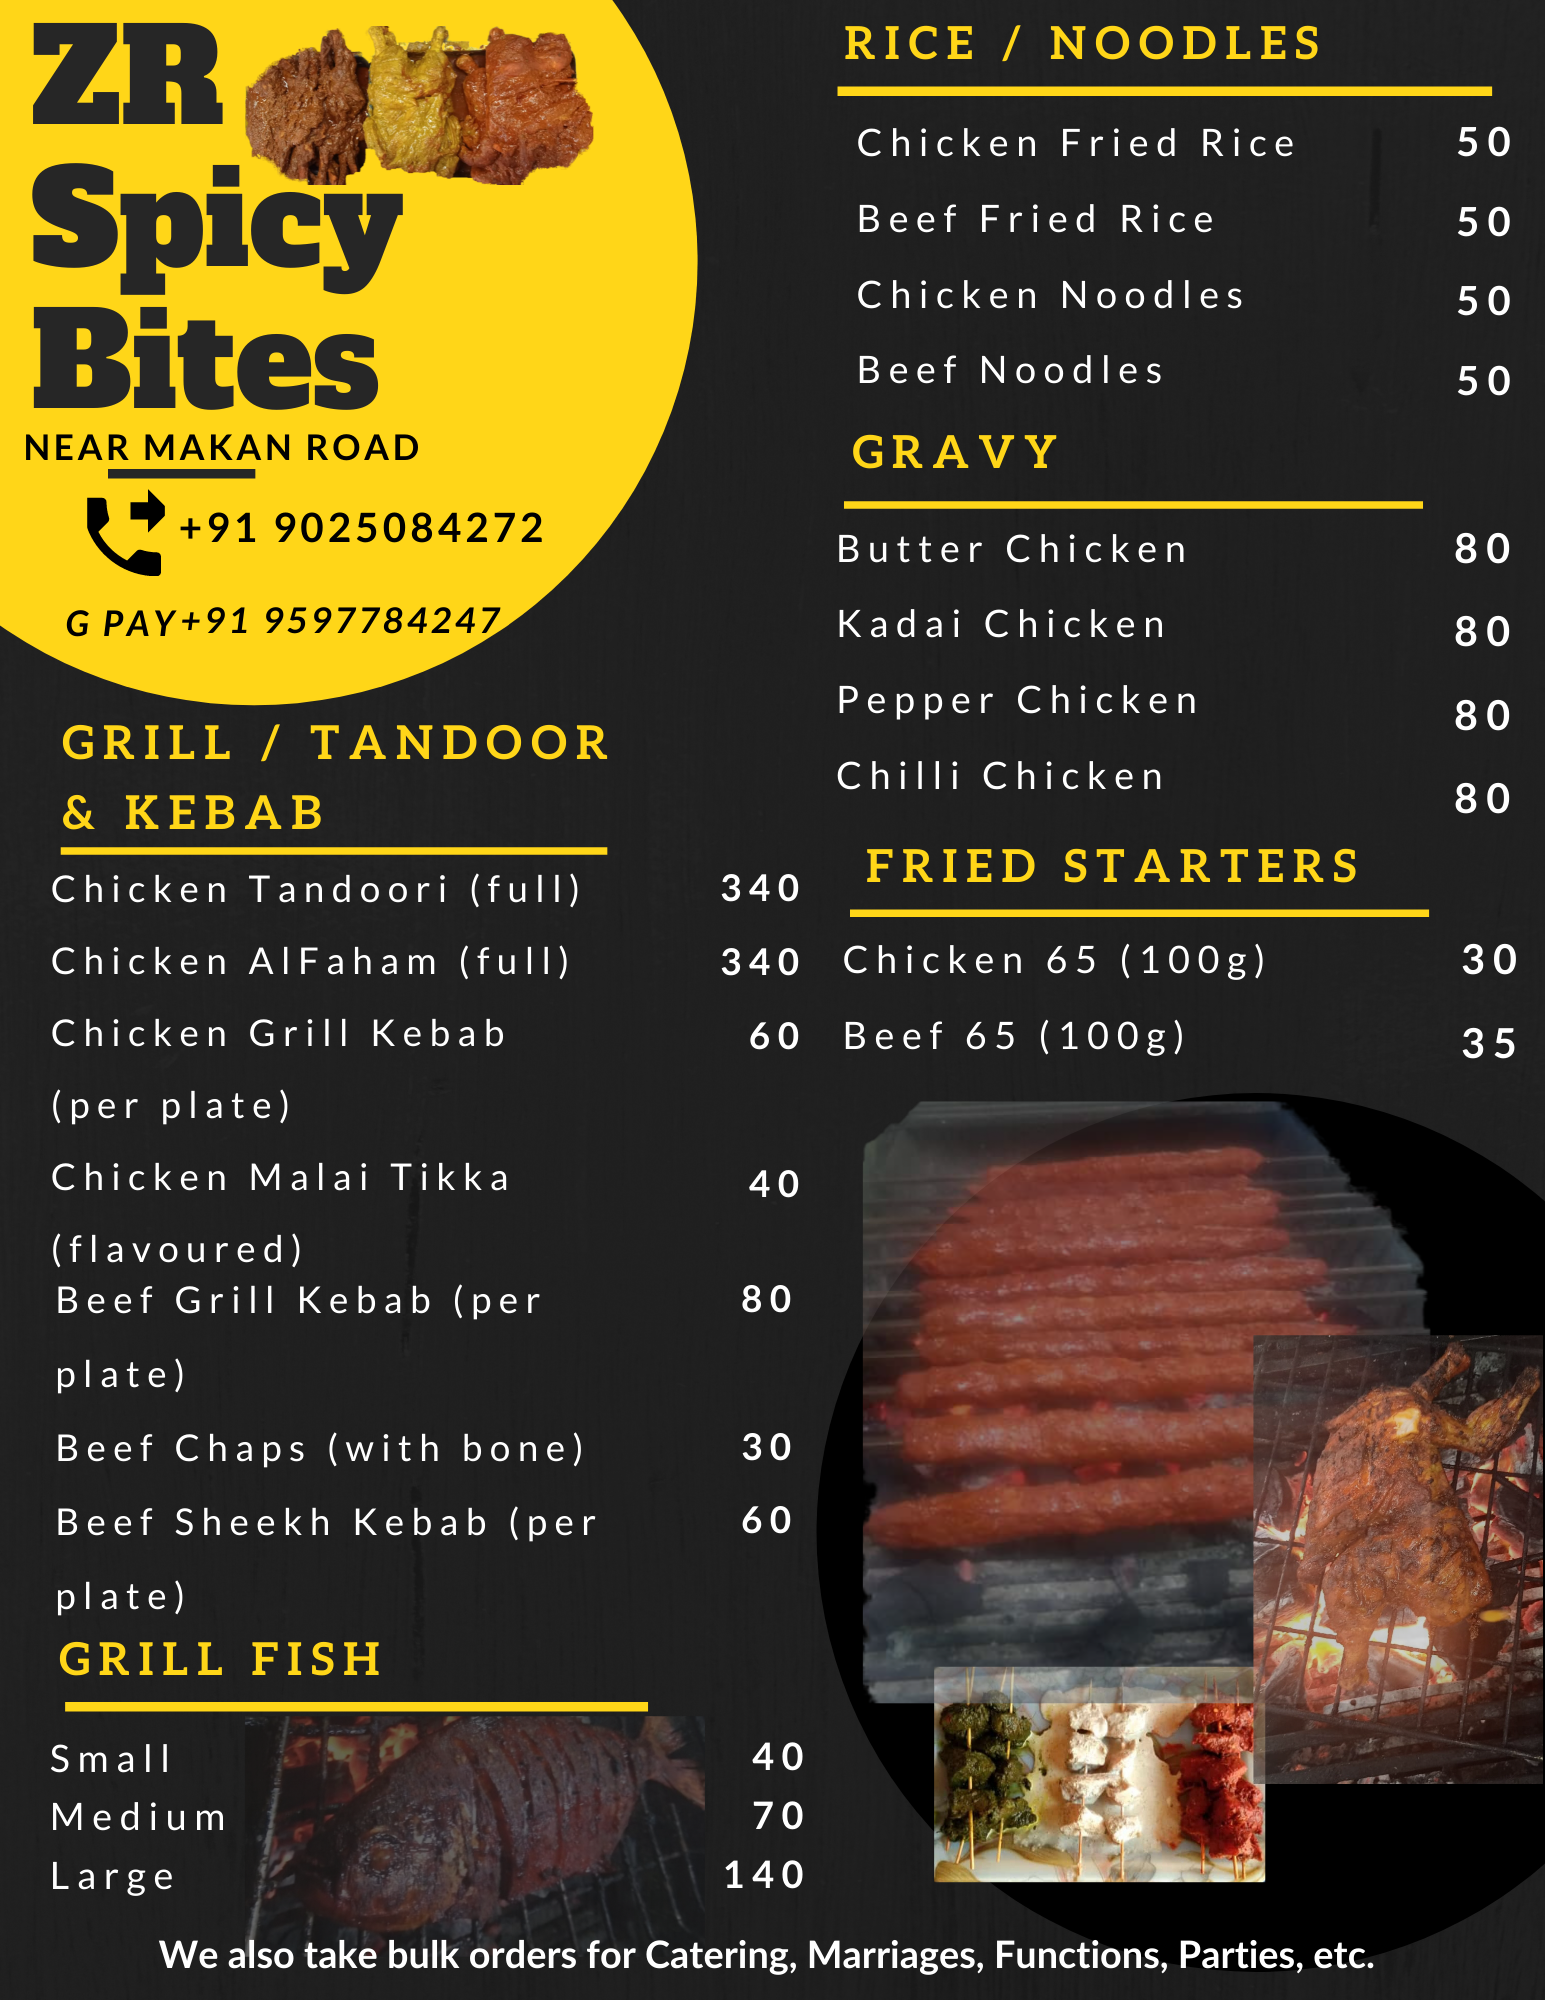 ZR
Spicy
Bites
NEAR MAKAN ROAD
+91 9025084272
G PAY+91 9597784247
GRILL / TANDOOR
& KEBAB
Chicken Tandoori (full) 340
Chicken AlFaham (full) 340
Chicken Grill Kebab 60
(per plate)
Chicken Malai Tikka 40
(flavoured)
Beef Grill Kebab (per 80
plate)
Beef Chaps (with bone) 30
Beef Sheekh Kebab (per 60
plate)
GRILL FISH
Small 40
Medium 70
Large 140
RICE / NOODLES
Chicken Fried Rice 50
Beef Fried Rice 50
Chicken Noodles 50
Beef Noodles 50
GRAVY
Butter Chicken 80
Kadai Chicken 80
Pepper Chicken 80
Chilli Chicken 80
FRIED STARTERS
Chicken 65 (100g) 30
Beef 65 (100g) 35
We also take bulk orders for Catering, Marriages, Functions, Parties, etc.